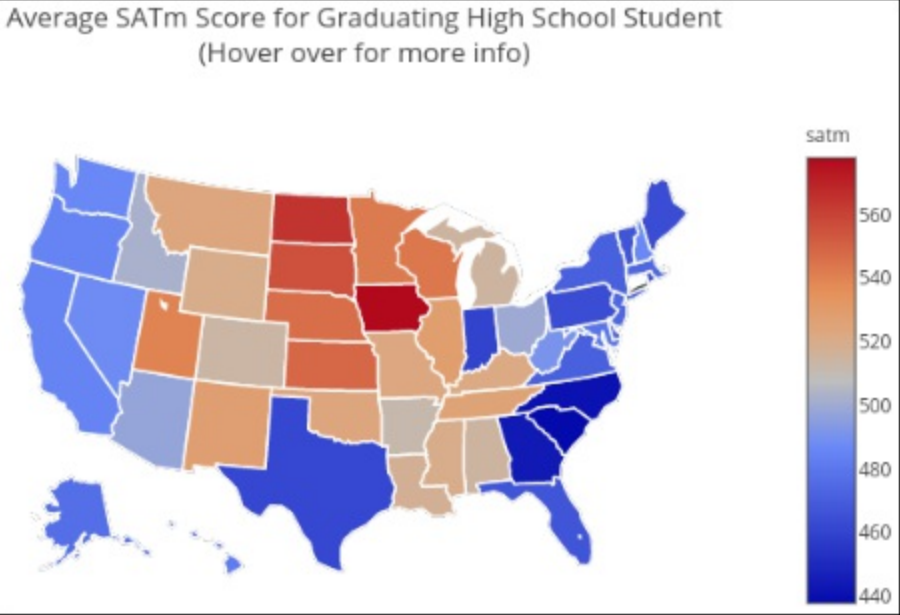 Average SATm Score for Graduating High School Student
(Hover over for more info)
satm
560
540
520
500
480
460
440